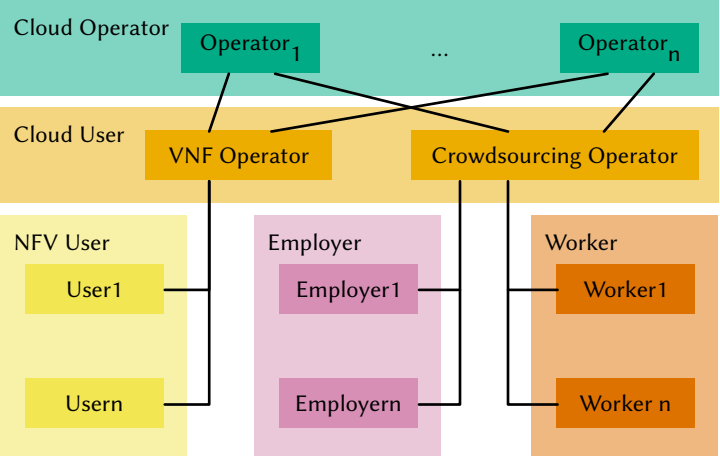 Cloud Operator
Operator1
...
Operatorn
Cloud User
VNF Operator
Crowdsourcing Operator
NFV User
Employer
Worker
User1
Employer1
Worker1
Usern
Employern
Worker n